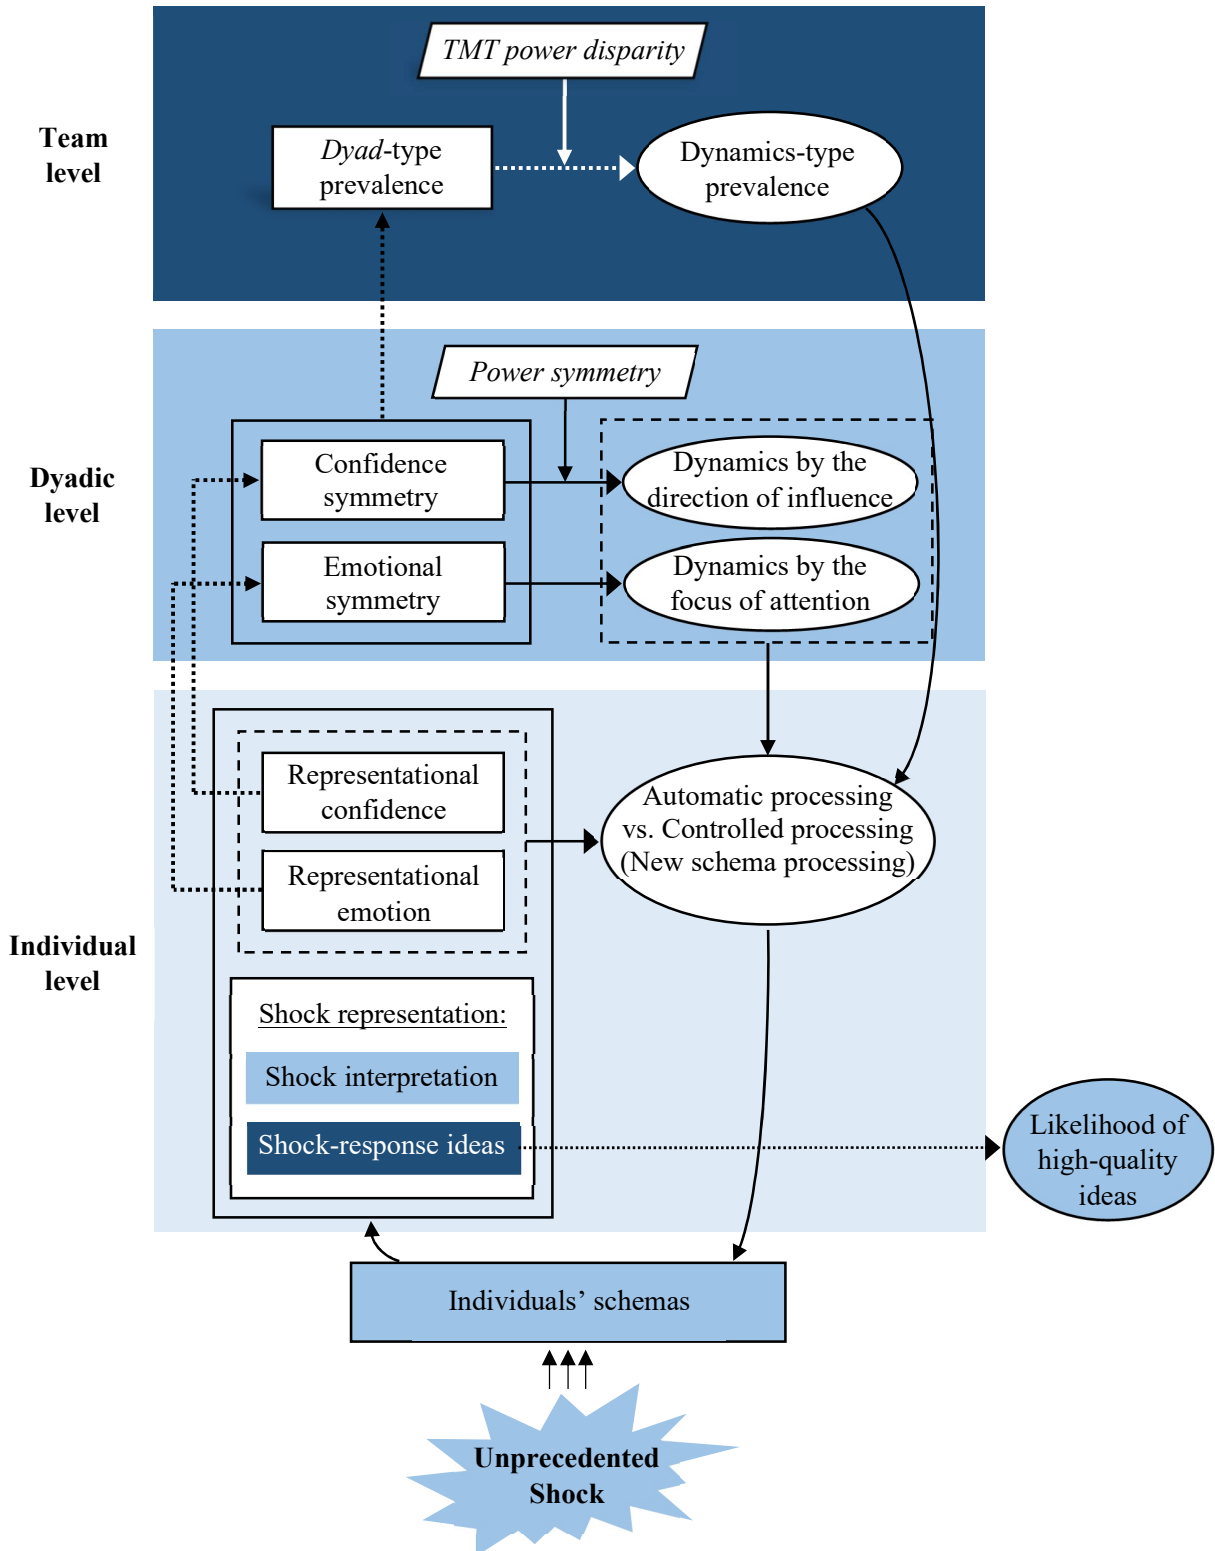 TMT power disparity
Team
level
Dyad-type
prevalence
Dynamics-type
prevalence
Power symmetry
Dyadic
level
Confidence
symmetry
Dynamics by the
direction of influence
Emotional
symmetry
Dynamics by the
focus of attention
Individual
level
Representational
confidence
Representational
emotion
Automatic processing
vs. Controlled processing
(New schema processing)
Shock representation:
Shock interpretation
Shock-response ideas
Likelihood of
high-quality
ideas
Individuals’ schemas
Unprecedented
Shock